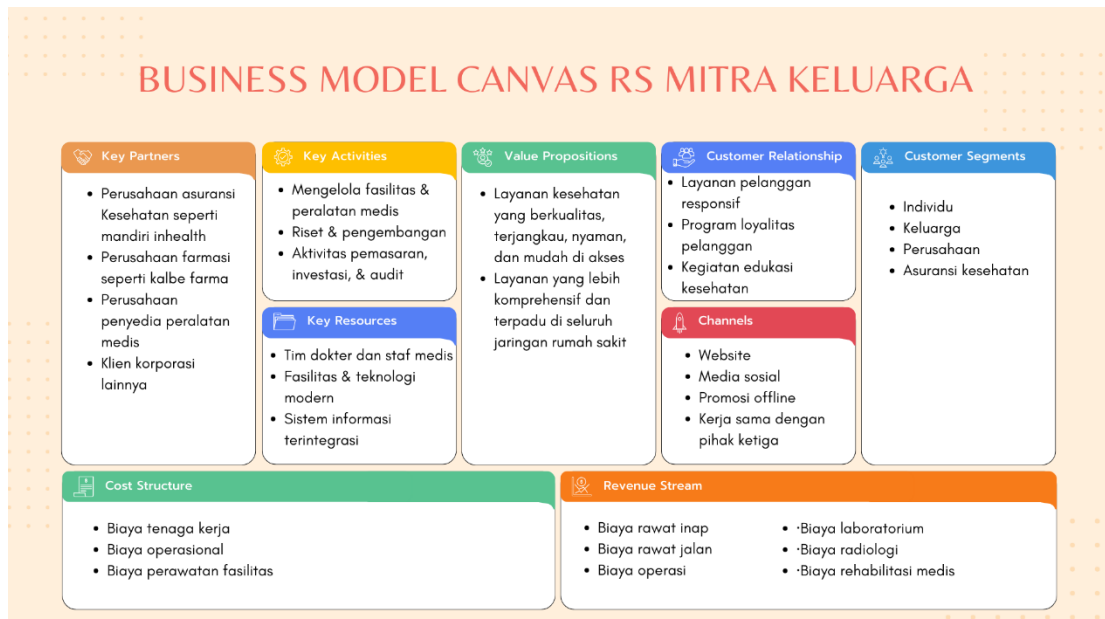 BUSINESS MODEL CANVAS RS MITRA KELUARGA
Key Partners
• Perusahaan asuransi
Kesehatan seperti
mandiri inhealth
• Perusahaan farmasi
seperti kalbe farma
• Perusahaan
penyedia peralatan
medis
• Klien korporasi
lainnya
Key Activities
• Mengelola fasilitas &
peralatan medis
• Riset & pengembangan
• Aktivitas pemasaran,
investasi, & audit
Key Resources
• Tim dokter dan staf medis
• Fasilitas & teknologi
modern
• Sistem informasi
terintegrasi
Value Propositions
• Layanan kesehatan
yang berkualitas,
terjangkau, nyaman,
dan mudah di akses
• Layanan yang lebih
komprehensif dan
terpadu di seluruh
jaringan rumah sakit
Customer Relationship
• Layanan pelanggan
responsif
• Program loyalitas
pelanggan
• Kegiatan edukasi
kesehatan
Channels
• Website
• Media sosial
• Promosi offline
• Kerja sama dengan
pihak ketiga
Customer Segments
• Individu
• Keluarga
• Perusahaan
• Asuransi kesehatan
Cost Structure
• Biaya tenaga kerja
• Biaya operasional
• Biaya perawatan fasilitas
Revenue Stream
• Biaya rawat inap
• Biaya rawat jalan
• Biaya operasi
• ·Biaya laboratorium
• ·Biaya radiologi
• ·Biaya rehabilitasi medis